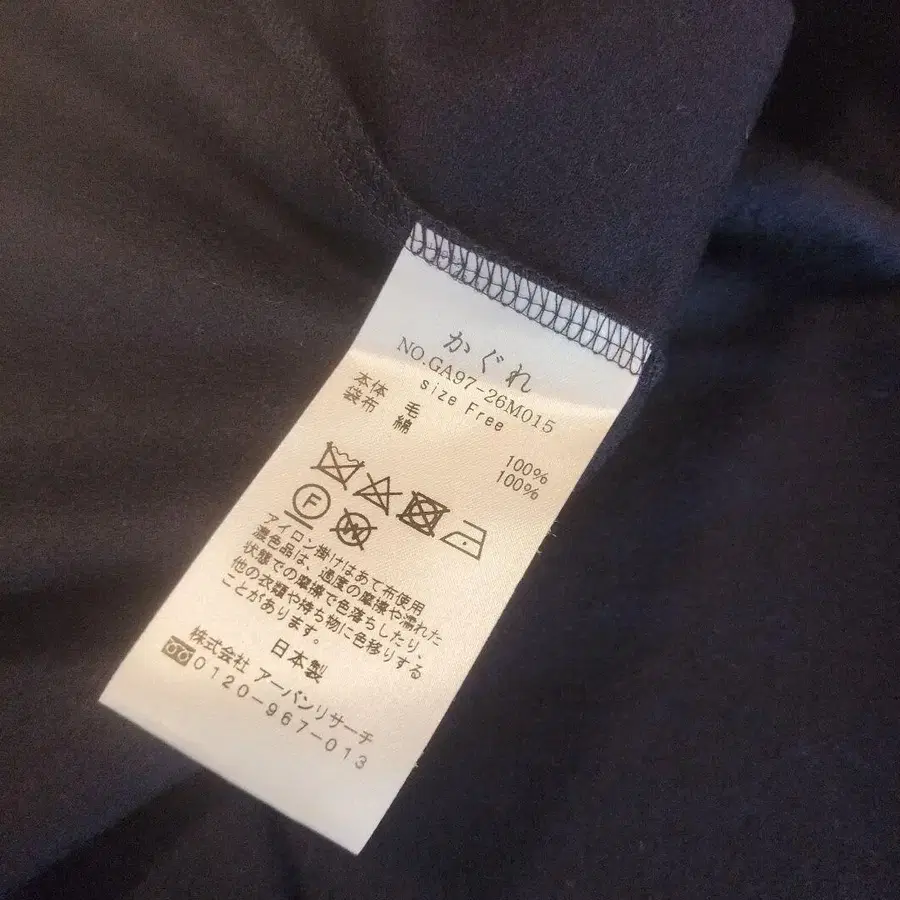 かぐれ
NO.GA97-26M015
size Free
本体 毛 100%
袋布 綿 100%
F
W
アイロン掛けはあて布使用
濃色品は、過度の摩擦や濡れた
状態での摩擦で色落ちしたり、
他の衣類や持ち物に色移りする
ことがあります。
日本製
株式会社 アーバンリサーチ
0120-967-013